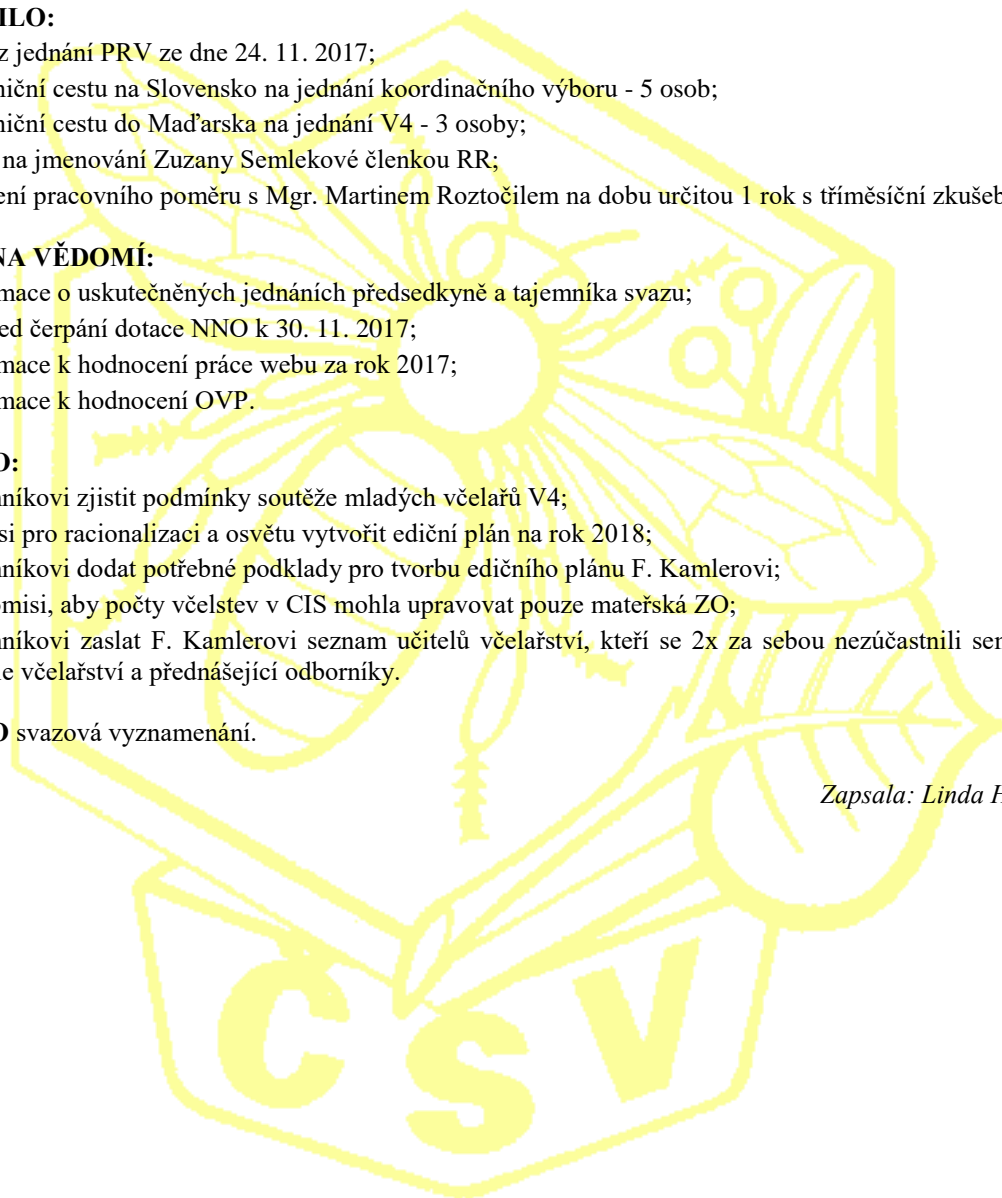 ILO:
z jednání PRV ze dne 24. 11. 2017;
niční cestu na Slovensko na jednání koordinačního výboru - 5 osob;
niční cestu do Maďarska na jednání V4 - 3 osoby;
na jmenování Zuzany Semlekové členkou RR;
ení pracovního poměru s Mgr. Martinem Roztočilem na dobu určitou 1 rok s tříměsíční zkušeb
NA VĚDOMÍ:
mace o uskutečněných jednáních předsedkyně a tajemníka svazu;
ed čerpání dotace NNO k 30. 11. 2017;
mace k hodnocení práce webu za rok 2017;
mace k hodnocení OVP.
O:
níkovi zjistit podmínky soutěže mladých včelařů V4;
si pro racionalizaci a osvětu vytvořit ediční plán na rok 2018;
níkovi dodat potřebné podklady pro tvorbu edičního plánu F. Kamlerovi;
omisi, aby počty včelstev v CIS mohla upravovat pouze mateřská ZO;
níkovi zaslat F. Kamlerovi seznam učitelů včelařství, kteří se 2x za sebou nezúčastnili sem
le včelařství a přednášející odborníky.
O svazová vyznamenání.
Zapsala: Linda H
CSV